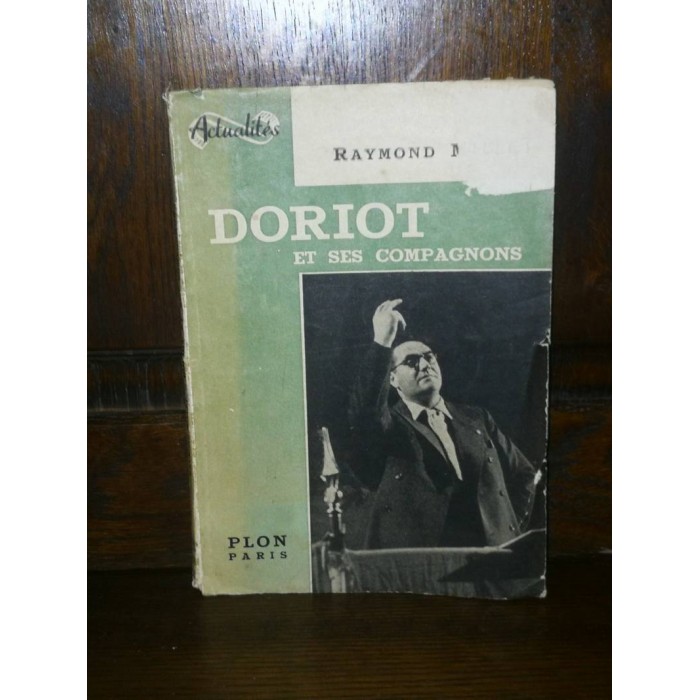 Actualités
RAYMOND
DORIOT
ET SES COMPAGNONS
PLON
PARIS